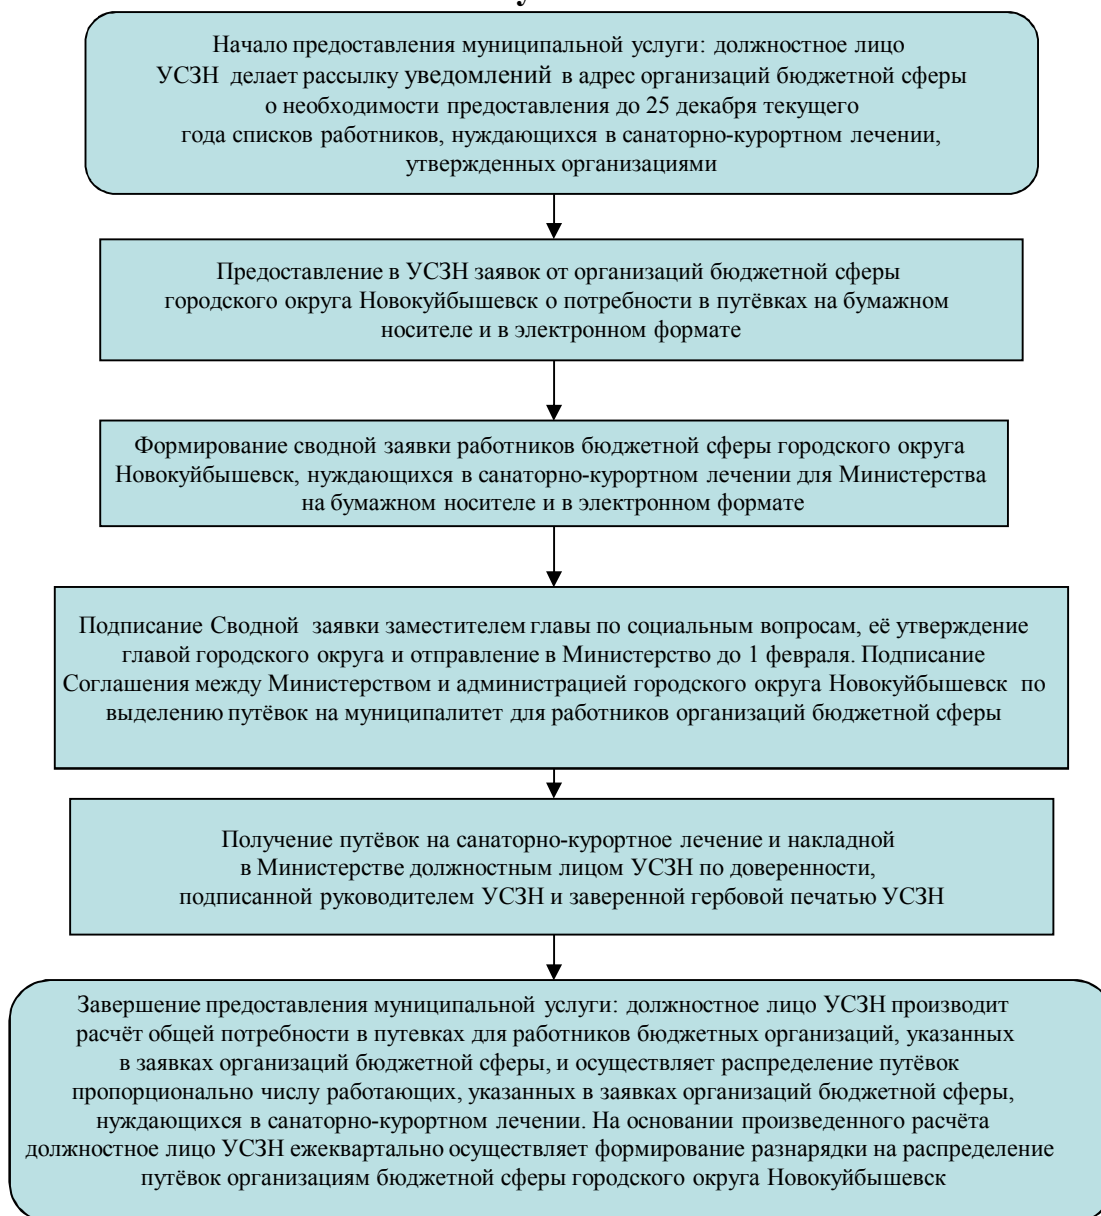 Начало предоставления муниципальной услуги: должностное лицо
УСЗН делает рассылку уведомлений в адрес организаций бюджетной сферы
о необходимости предоставления до 25 декабря текущего
года списков работников, нуждающихся в санаторно-курортном лечении,
утвержденных организациями
Предоставление в УСЗН заявок от организаций бюджетной сферы
городского округа Новокуйбышевск о потребности в путёвках на бумажном
носителе и в электронном формате
Формирование сводной заявки работников бюджетной сферы городского округа
Новокуйбышевск, нуждающихся в санаторно-курортном лечении для Министерства
на бумажном носителе и в электронном формате
Подписание Сводной заявки заместителем главы по социальным вопросам, её утверждение
главой городского округа и отправление в Министерство до 1 февраля. Подписание
Соглашения между Министерством и администрацией городского округа Новокуйбышевск по
выделению путёвок на муниципалитет для работников организаций бюджетной сферы
Получение путёвок на санаторно-курортное лечение и накладной
в Министерстве должностным лицом УСЗН по доверенности,
подписанной руководителем УСЗН и заверенной гербовой печатью УСЗН
Завершение предоставления муниципальной услуги: должностное лицо УСЗН производит
расчёт общей потребности в путевках для работников бюджетных организаций, указанных
в заявках организаций бюджетной сферы, и осуществляет распределение путёвок
пропорционально числу работающих, указанных в заявках организаций бюджетной сферы,
нуждающихся в санаторно-курортном лечении. На основании произведенного расчёта
должностное лицо УСЗН ежеквартально осуществляет формирование разнарядки на распределение
путёвок организациям бюджетной сферы городского округа Новокуйбышевск